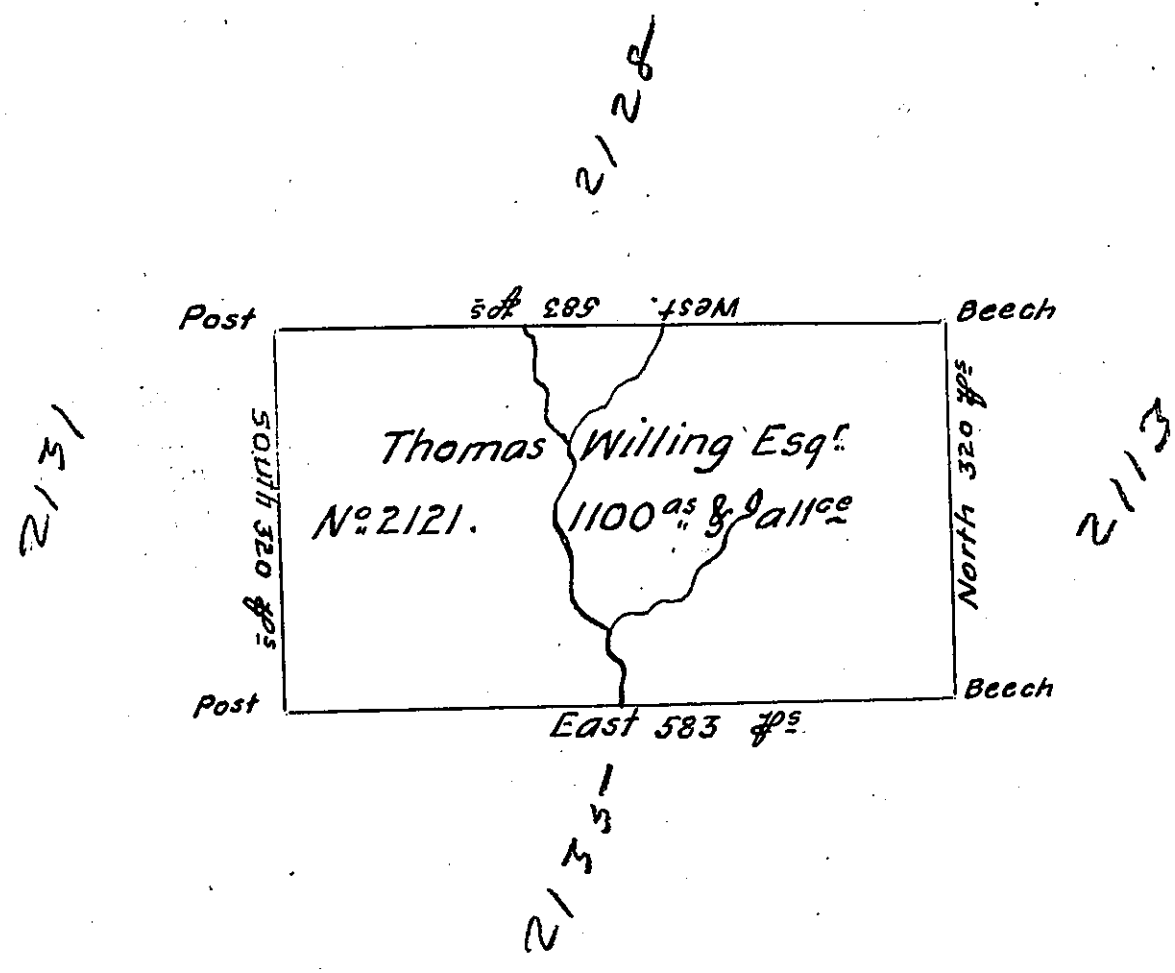 2128
Post
West. 583 ps
Beech
2131
South 320 ps
Thomas Willing Esqr.
North 320 ps
2113
No. 2121. 1100 as & allce
Post
Beech
East 583 ps